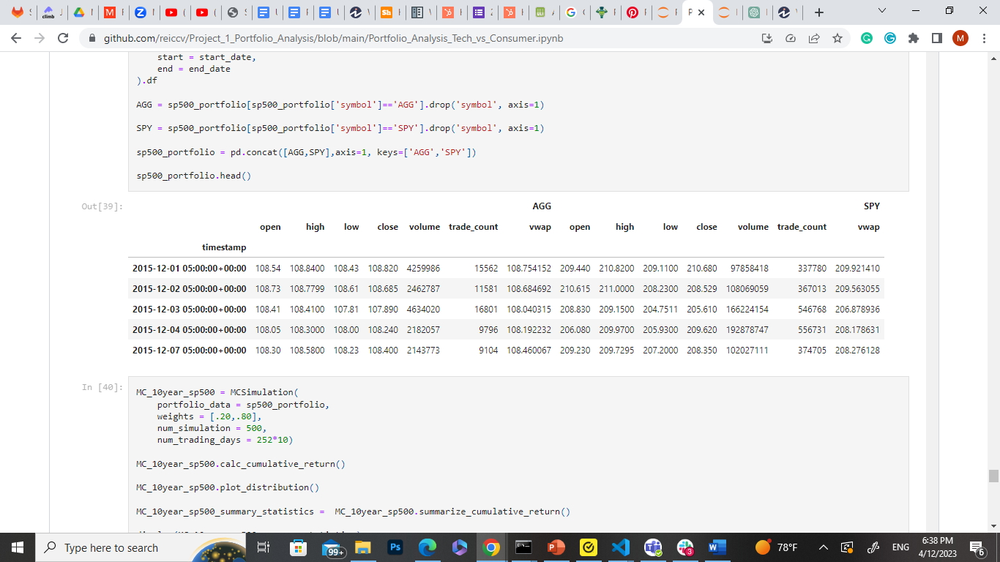 github.com/reiccv/Project_1_Portfolio_Analysis/blob/main/Portfolio_Analysis_Tech_vs_Consumer.ipynb
M
start = start_date,
end = end_date
).df
AGG = sp500_portfolio[sp500_portfolio['symbol']=='AGG'].drop('symbol', axis=1)
SPY = sp500_portfolio[sp500_portfolio['symbol']=='SPY'].drop('symbol', axis=1)
sp500_portfolio = pd.concat([AGG,SPY],axis=1, keys=['AGG','SPY'])
sp500_portfolio.head()
Out[39]:
AGG SPY
open high low close volume trade_count vwap open high low close volume trade_count vwap
timestamp
2015-12-01 05:00:00+00:00 108.54 108.8400 108.43 108.820 4259986 15562 108.754152 209.440 210.8200 209.1100 210.680 97858418 337780 209.921410
2015-12-02 05:00:00+00:00 108.73 108.7799 108.61 108.685 2462787 11581 108.684692 210.615 211.0000 208.2300 208.529 108069059 367013 209.563055
2015-12-03 05:00:00+00:00 108.41 108.4100 107.81 107.890 4634020 16801 108.040315 208.830 209.1500 204.7511 205.610 166224154 546768 206.878936
2015-12-04 05:00:00+00:00 108.05 108.3000 108.00 108.240 2182057 9796 108.192232 206.080 209.9700 205.9300 209.620 192878747 556731 208.178631
2015-12-07 05:00:00+00:00 108.30 108.5800 108.23 108.400 2143773 9104 108.460067 209.230 209.7295 207.2000 208.350 102027111 374705 208.276128
In [40]:
MC_10year_sp500 = MCSimulation(
portfolio_data = sp500_portfolio,
weights = [.20,.80],
num_simulation = 500,
num_trading_days = 252*10)
MC_10year_sp500.calc_cumulative_return()
MC_10year_sp500.plot_distribution()
MC_10year_sp500_summary_statistics = MC_10year_sp500.summarize_cumulative_return()
Type here to search
99+
Ps
3
78°F
ENG
6:38 PM
4/12/2023
6